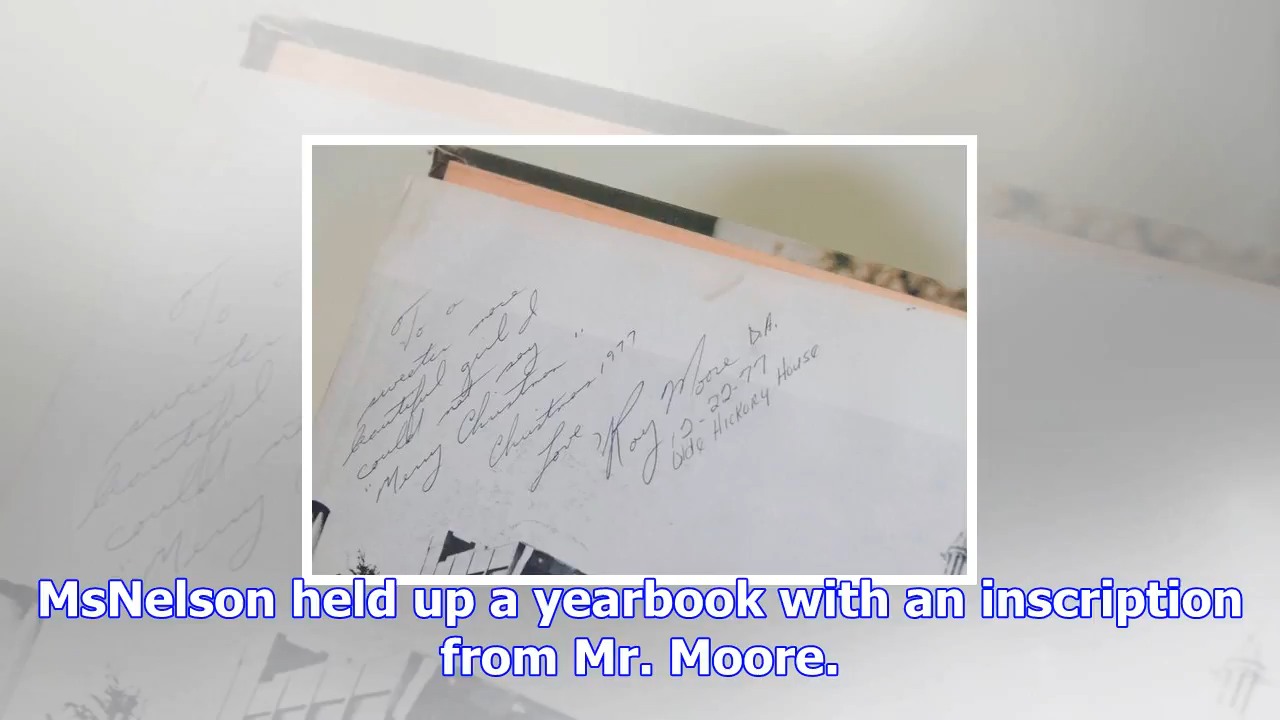 To a
sweeter more
beautiful girl I
could not say
"Merry Christmas"
Christmas 1977
Love,
Roy Moore D.A.
12-22-77
Olde Hickory House
MsNelson held up a yearbook with an inscription
from Mr. Moore.